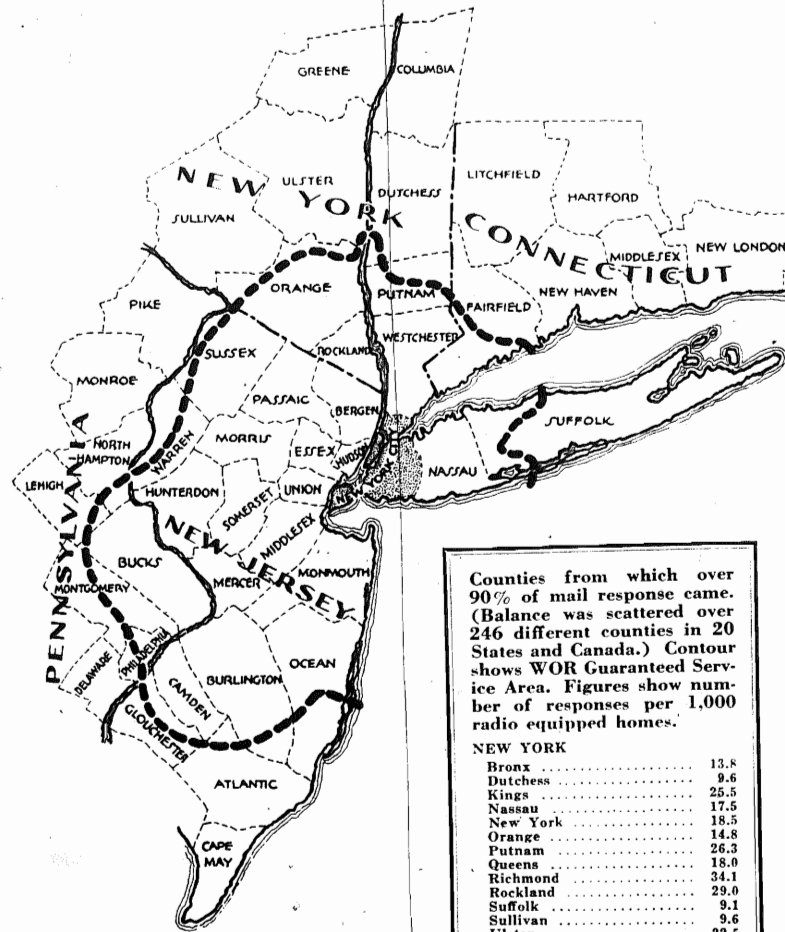 GREENE
COLUMBIA
NEW YORK
ULSTER
DUTCHESS
SULLIVAN
LITCHFIELD
HARTFORD
CONNECTICUT
MIDDLESEX
NEW LONDON
NEW HAVEN
FAIRFIELD
ORANGE
PUTNAM
PIKE
WESTCHESTER
ROCKLAND
SUSSEX
MONROE
PASSAIC
BERGEN
SUFFOLK
PENNSYLVANIA
NORTH
HAMPTON
WARREN
MORRIS
ESSEX
HUDSON
NASSAU
LEHIGH
HUNTERDON
SOMERSET
UNION
NEW YORK
NEW JERSEY
MIDDLESEX
BUCKS
MONTGOMERY
MERCER
MONMOUTH
PHILADELPHIA
DELAWADE
CAMDEN
BURLINGTON
OCEAN
GLOUCHESTER
ATLANTIC
CAPE
MAY
Counties from which over
90% of mail response came.
(Balance was scattered over
246 different counties in 20
States and Canada.) Contour
shows WOR Guaranteed Serv-
ice Area. Figures show num-
ber of responses per 1,000
radio equipped homes.
NEW YORK
Bronx .................... 13.8
Dutchess .................... 9.6
Kings .................... 25.5
Nassau .................... 17.5
New York .................... 18.5
Orange .................... 14.8
Putnam .................... 26.3
Queens .................... 18.0
Richmond .................... 34.1
Rockland .................... 29.0
Suffolk .................... 9.1
Sullivan .................... 9.6